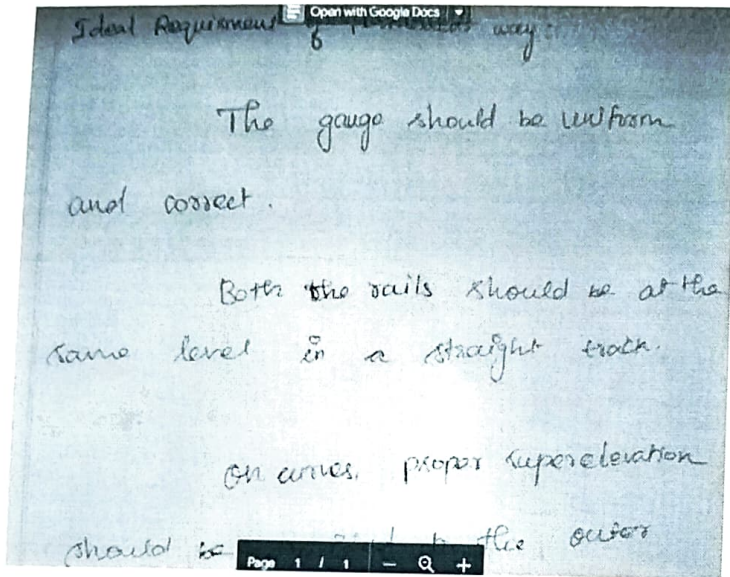 Open with Google Docs
Ideal Requirment way :
The gauge should be uniform
and correct.
Both the rails should be at the
same level in a straight track.
On curves, proper superelevation
should be the outer
Page 1 / 1